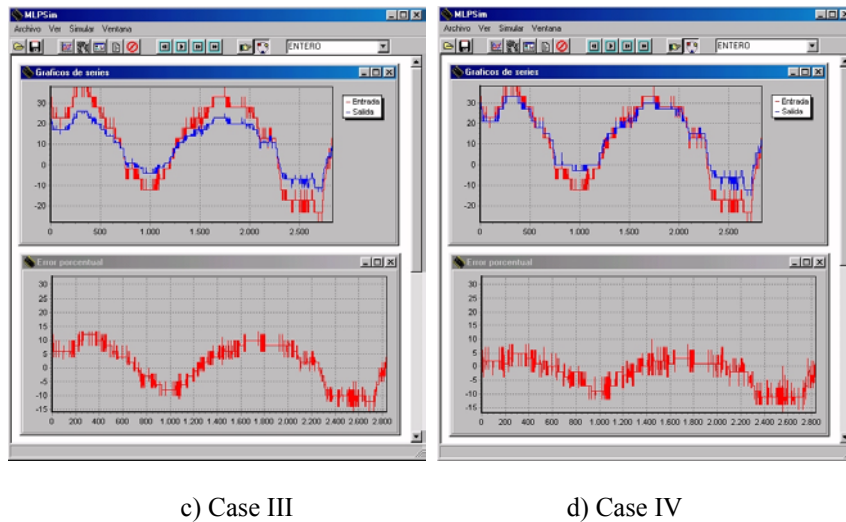 MLPSim
Archivo Ver Simular Ventana
ENTERO
Graficos de series
30
20
10
0
-10
-20
0 500 1.000 1.500 2.000 2.500
Entrada
Salida
Error porcentual
30
25
20
15
10
5
0
-5
-10
-15
0 200 400 600 800 1.000 1.200 1.400 1.600 1.800 2.000 2.200 2.400 2.600 2.800
c) Case III
MLPSim
Archivo Ver Simular Ventana
ENTERO
Graficos de series
30
20
10
0
-10
-20
0 500 1.000 1.500 2.000 2.500
Entrada
Salida
Error porcentual
30
25
20
15
10
5
0
-5
-10
-15
0 200 400 600 800 1.000 1.200 1.400 1.600 1.800 2.000 2.200 2.400 2.600 2.800
d) Case IV